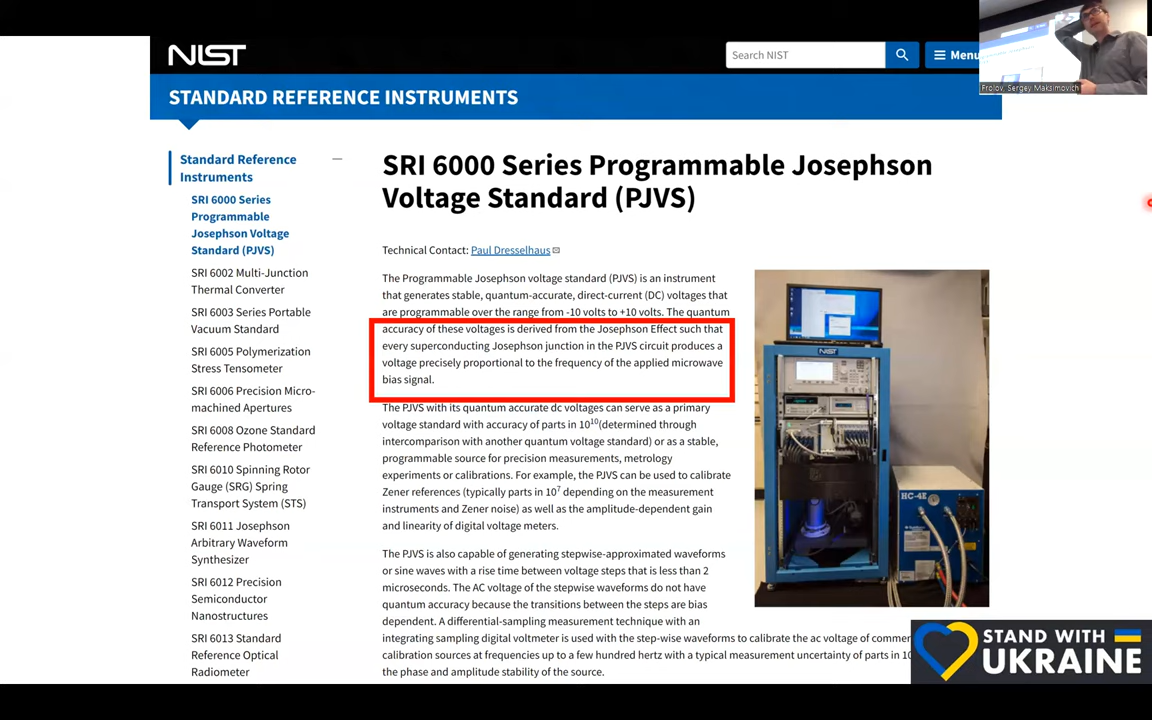 NIST
Search NIST
Menu
Frolov, Sergey Maksimovich
STANDARD REFERENCE INSTRUMENTS
Standard Reference
Instruments
SRI 6000 Series
Programmable
Josephson Voltage
Standard (PJVS)
SRI 6002 Multi-Junction
Thermal Converter
SRI 6003 Series Portable
Vacuum Standard
SRI 6005 Polymerization
Stress Tensometer
SRI 6006 Precision Micro-
machined Apertures
SRI 6008 Ozone Standard
Reference Photometer
SRI 6010 Spinning Rotor
Gauge (SRG) Spring
Transport System (STS)
SRI 6011 Josephson
Arbitrary Waveform
Synthesizer
SRI 6012 Precision
Semiconductor
Nanostructures
SRI 6013 Standard
Reference Optical
Radiometer
SRI 6000 Series Programmable Josephson
Voltage Standard (PJVS)
Technical Contact: Paul Dresselhaus
The Programmable Josephson voltage standard (PJVS) is an instrument
that generates stable, quantum-accurate, direct-current (DC) voltages that
are programmable over the range from -10 volts to +10 volts. The quantum
accuracy of these voltages is derived from the Josephson Effect such that
every superconducting Josephson junction in the PJVS circuit produces a
voltage precisely proportional to the frequency of the applied microwave
bias signal.
The PJVS with its quantum accurate dc voltages can serve as a primary
voltage standard with accuracy of parts in 10¹⁰(determined through
intercomparison with another quantum voltage standard) or as a stable,
programmable source for precision measurements, metrology
experiments or calibrations. For example, the PJVS can be used to calibrate
Zener references (typically parts in 10⁷ depending on the measurement
instruments and Zener noise) as well as the amplitude-dependent gain
and linearity of digital voltage meters.
The PJVS is also capable of generating stepwise-approximated waveforms
or sine waves with a rise time between voltage steps that is less than 2
microseconds. The AC voltage of the stepwise waveforms do not have
quantum accuracy because the transitions between the steps are bias
dependent. A differential-sampling measurement technique with an
integrating sampling digital voltmeter is used with the step-wise waveforms to calibrate the ac voltage of
calibration sources at frequencies up to a few hundred hertz with a typical measurement uncertainty of parts in
the phase and amplitude stability of the source.
NIST
HC-4E
STAND WITH
UKRAINE